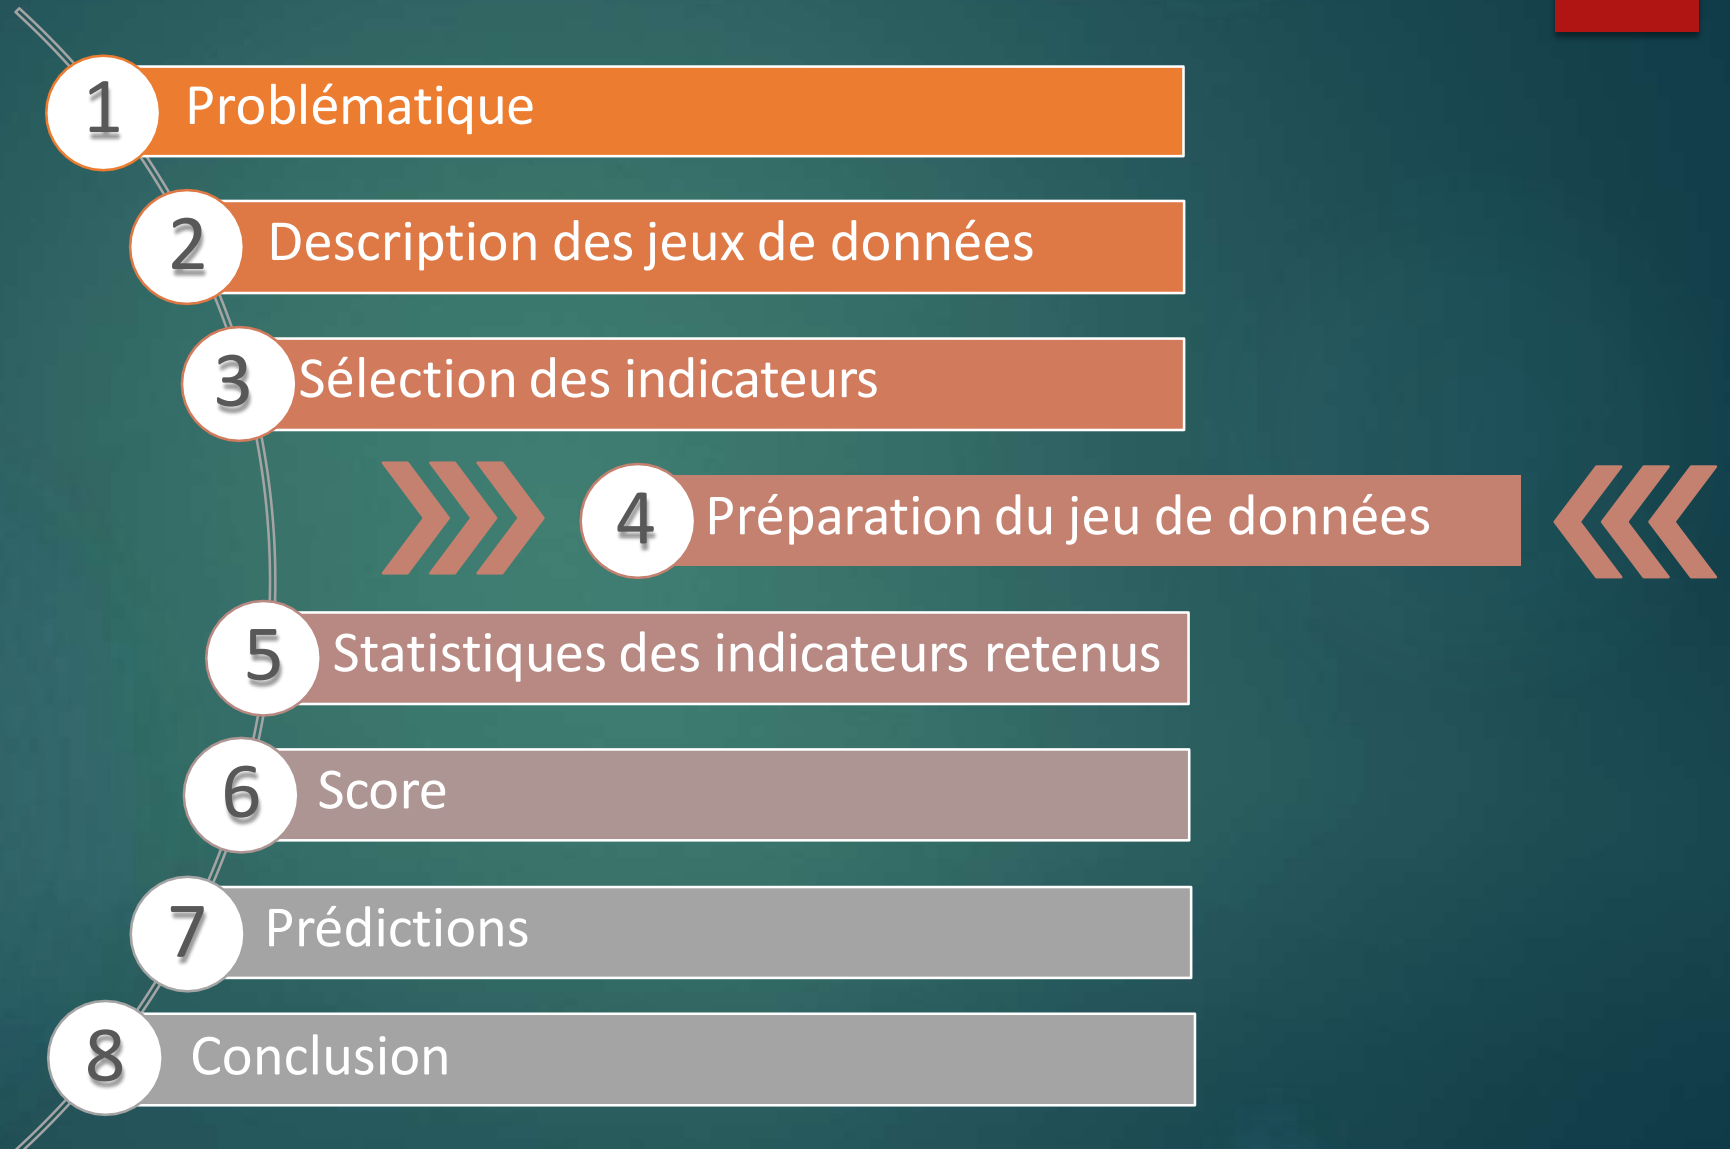 1 Problématique
2 Description des jeux de données
3 Sélection des indicateurs
4 Préparation du jeu de données
5 Statistiques des indicateurs retenus
6 Score
7 Prédictions
8 Conclusion